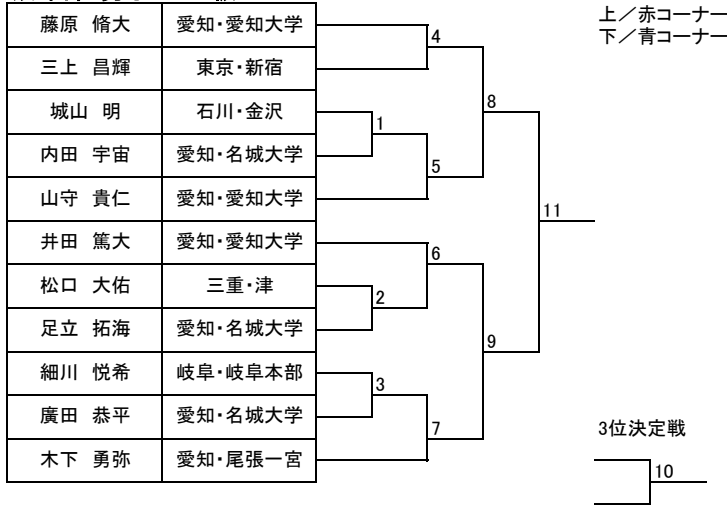 上／赤コーナー
下／青コーナー
藤原 脩大 愛知・愛知大学
4
三上 昌輝 東京・新宿
8
城山 明 石川・金沢
1
内田 宇宙 愛知・名城大学
5
山守 貴仁 愛知・愛知大学
11
井田 篤大 愛知・愛知大学
6
松口 大佑 三重・津
2
足立 拓海 愛知・名城大学
9
細川 悦希 岐阜・岐阜本部
3
廣田 恭平 愛知・名城大学
7
3位決定戦
木下 勇弥 愛知・尾張一宮
10